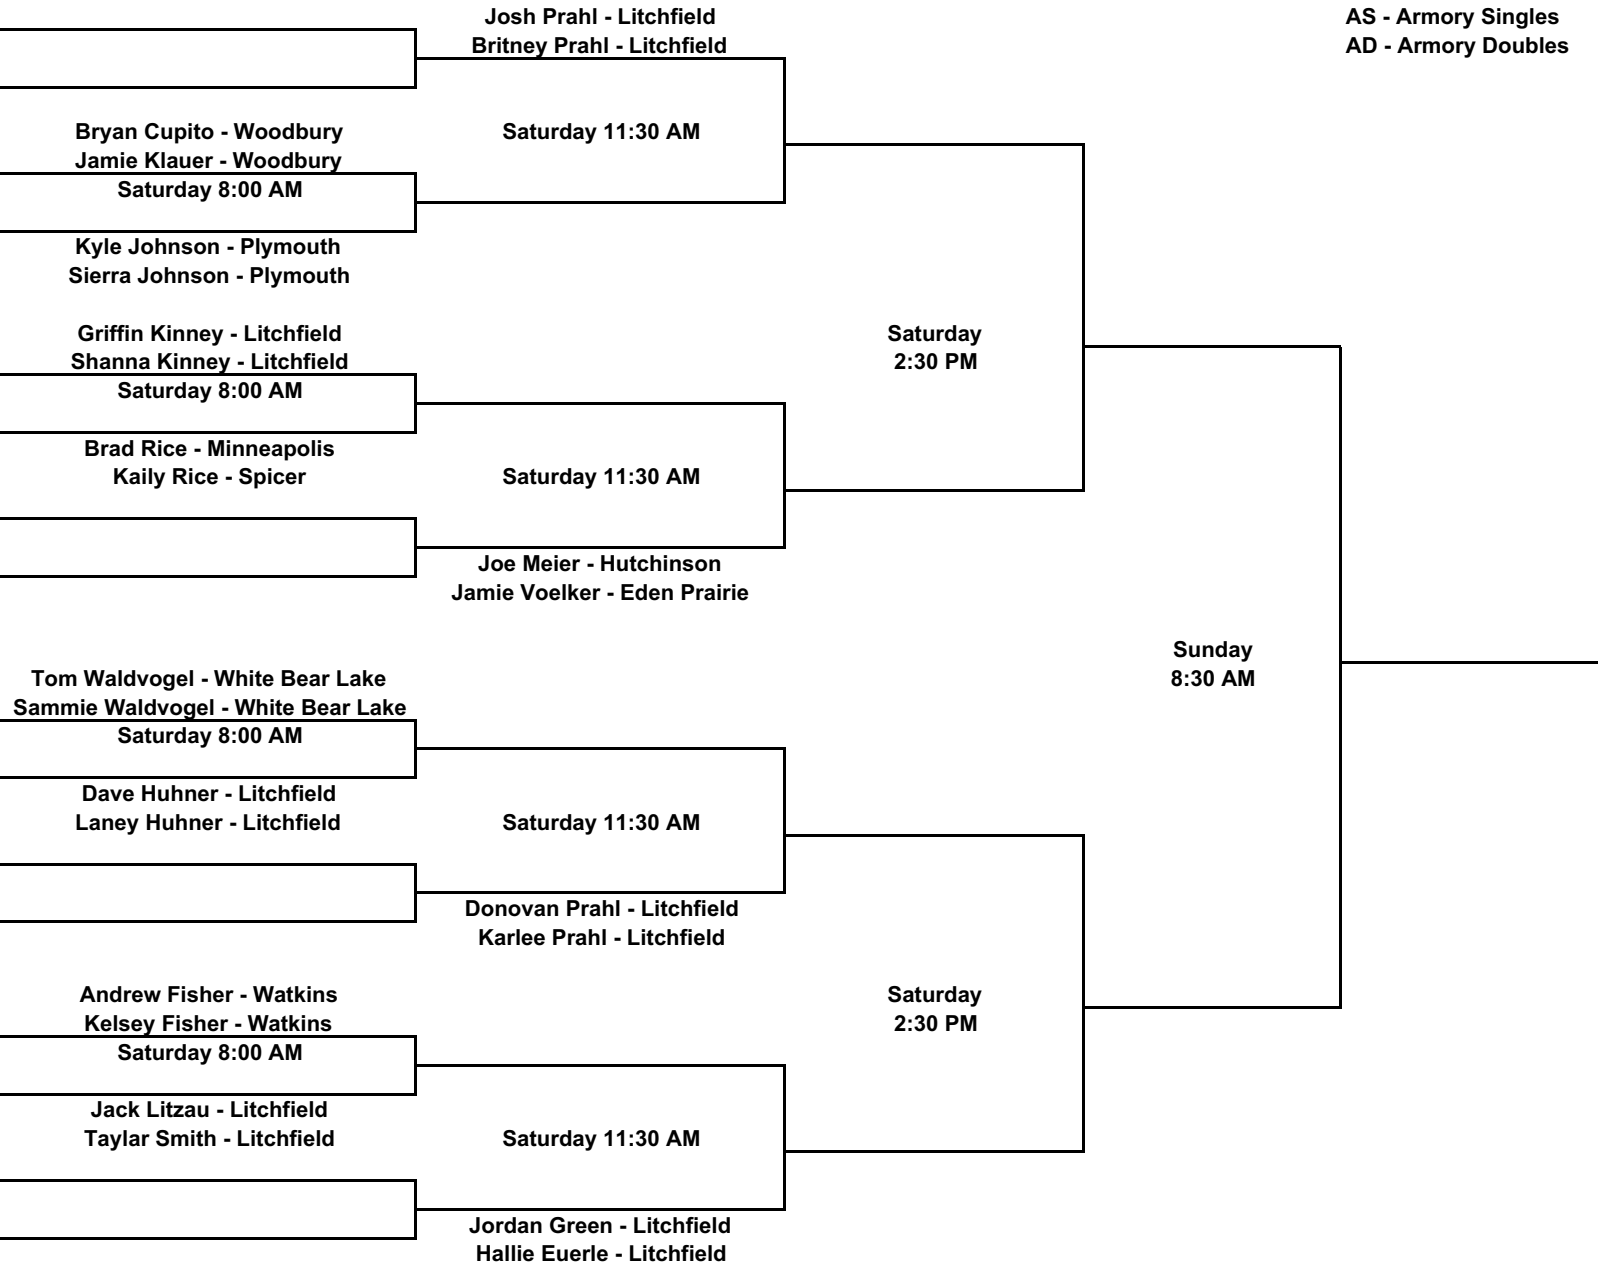 Josh Prahl - Litchfield
Britney Prahl - Litchfield
AS - Armory Singles
AD - Armory Doubles
Bryan Cupito - Woodbury
Jamie Klauer - Woodbury
Saturday 8:00 AM
Saturday 11:30 AM
Kyle Johnson - Plymouth
Sierra Johnson - Plymouth
Griffin Kinney - Litchfield
Shanna Kinney - Litchfield
Saturday 8:00 AM
Saturday
2:30 PM
Brad Rice - Minneapolis
Kaily Rice - Spicer
Saturday 11:30 AM
Joe Meier - Hutchinson
Jamie Voelker - Eden Prairie
Sunday
8:30 AM
Tom Waldvogel - White Bear Lake
Sammie Waldvogel - White Bear Lake
Saturday 8:00 AM
Dave Huhner - Litchfield
Laney Huhner - Litchfield
Saturday 11:30 AM
Donovan Prahl - Litchfield
Karlee Prahl - Litchfield
Andrew Fisher - Watkins
Kelsey Fisher - Watkins
Saturday 8:00 AM
Saturday
2:30 PM
Jack Litzau - Litchfield
Taylar Smith - Litchfield
Saturday 11:30 AM
Jordan Green - Litchfield
Hallie Euerle - Litchfield